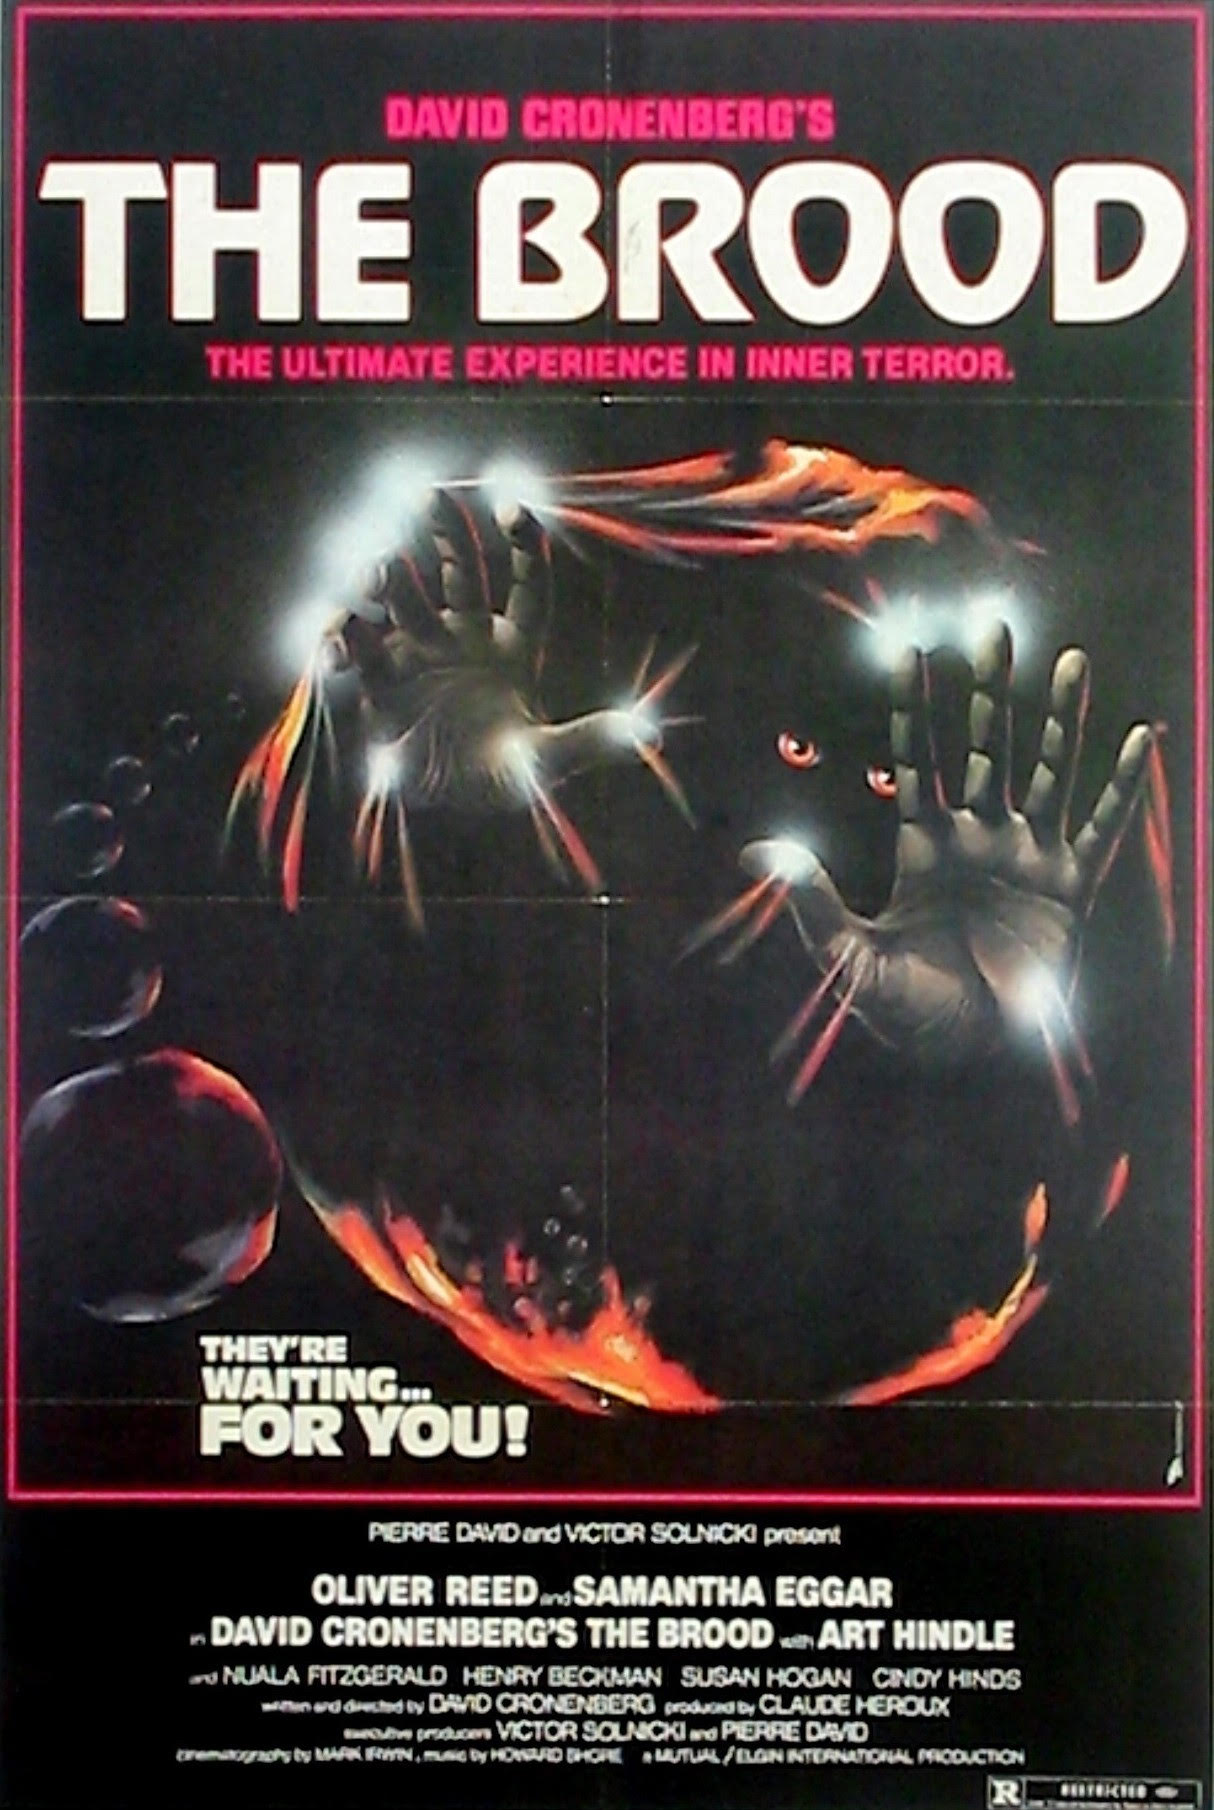 DAVID CRONENBERG'S
THE BROOD
THE ULTIMATE EXPERIENCE IN INNER TERROR.
THEY'RE
WAITING...
FOR YOU!
PIERRE DAVID and VICTOR SOLNICKI present
OLIVER REED and SAMANTHA EGGAR
in DAVID CRONENBERG'S THE BROOD with ART HINDLE
and NUALA FITZGERALD HENRY BECKMAN SUSAN HOGAN CINDY HINDS
written and directed by DAVID CRONENBERG produced by CLAUDE HEROUX
executive producers VICTOR SOLNICKI and PIERRE DAVID
cinematography by MARK IRWIN, music by HOWARD SHORE a MUTUAL/ELGIN INTERNATIONAL PRODUCTION
R RESTRICTED